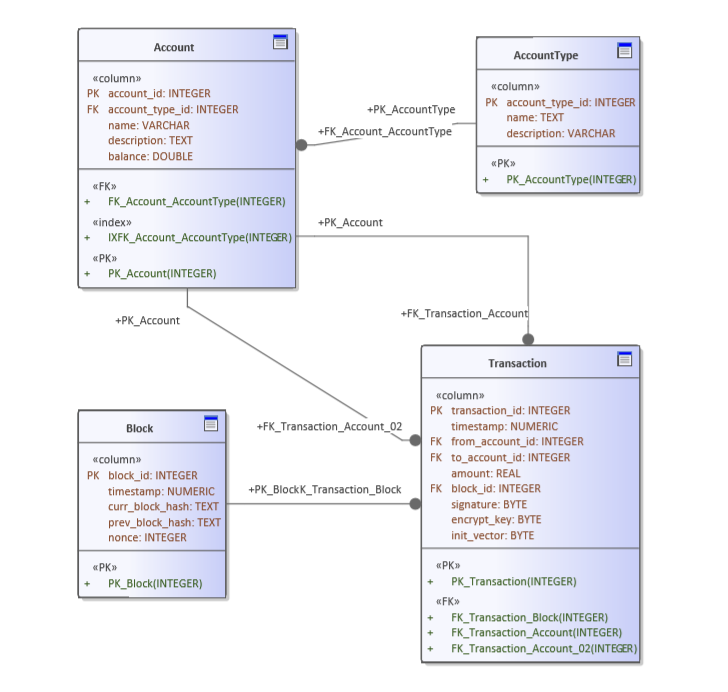 Account
«column»
PK account_id: INTEGER
FK account_type_id: INTEGER
name: VARCHAR
description: TEXT
balance: DOUBLE
«FK»
+ FK_Account_AccountType(INTEGER)
«index»
+ IXFK_Account_AccountType(INTEGER)
«PK»
+ PK_Account(INTEGER)
AccountType
«column»
PK account_type_id: INTEGER
name: TEXT
description: VARCHAR
«PK»
+ PK_AccountType(INTEGER)
+PK_AccountType
+FK_Account_AccountType
+PK_Account
+FK_Transaction_Account
+PK_Account
+FK_Transaction_Account_02
Block
«column»
PK block_id: INTEGER
timestamp: NUMERIC
curr_block_hash: TEXT
prev_block_hash: TEXT
nonce: INTEGER
«PK»
+ PK_Block(INTEGER)
+PK_BlockK_Transaction_Block
Transaction
«column»
PK transaction_id: INTEGER
timestamp: NUMERIC
FK from_account_id: INTEGER
FK to_account_id: INTEGER
amount: REAL
FK block_id: INTEGER
signature: BYTE
encrypt_key: BYTE
init_vector: BYTE
«PK»
+ PK_Transaction(INTEGER)
«FK»
+ FK_Transaction_Block(INTEGER)
+ FK_Transaction_Account(INTEGER)
+ FK_Transaction_Account_02(INTEGER)